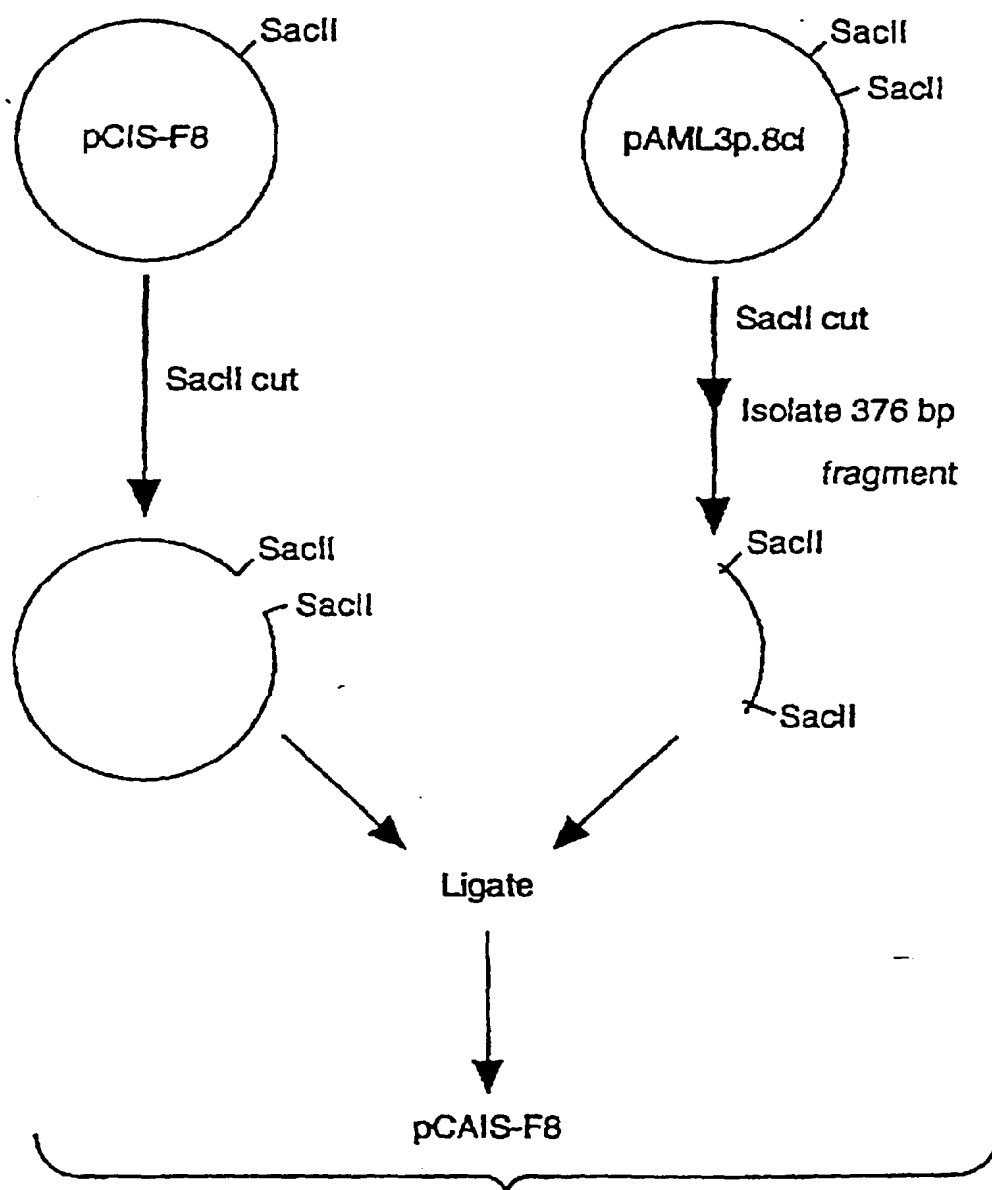 SacII
pCIS-F8
SacII
SacII
pAML3p.8cl
SacII cut
SacII cut
Isolate 376 bp
fragment
SacII
SacII
SacII
SacII
Ligate
pCAIS-F8